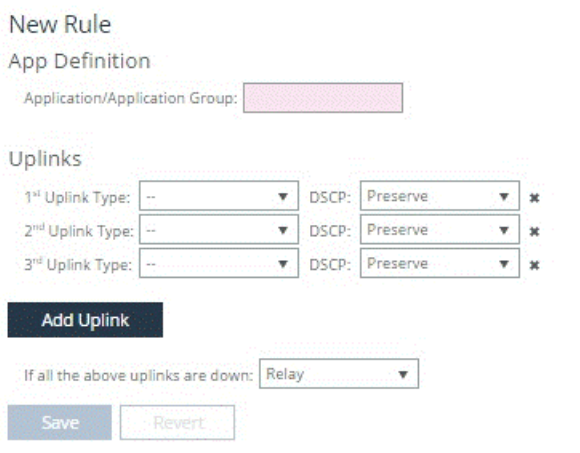 New Rule
App Definition
Application/Application Group:
Uplinks
1st Uplink Type: -- DSCP: Preserve
2nd Uplink Type: -- DSCP: Preserve
3rd Uplink Type: -- DSCP: Preserve
Add Uplink
If all the above uplinks are down: Relay
Save Revert